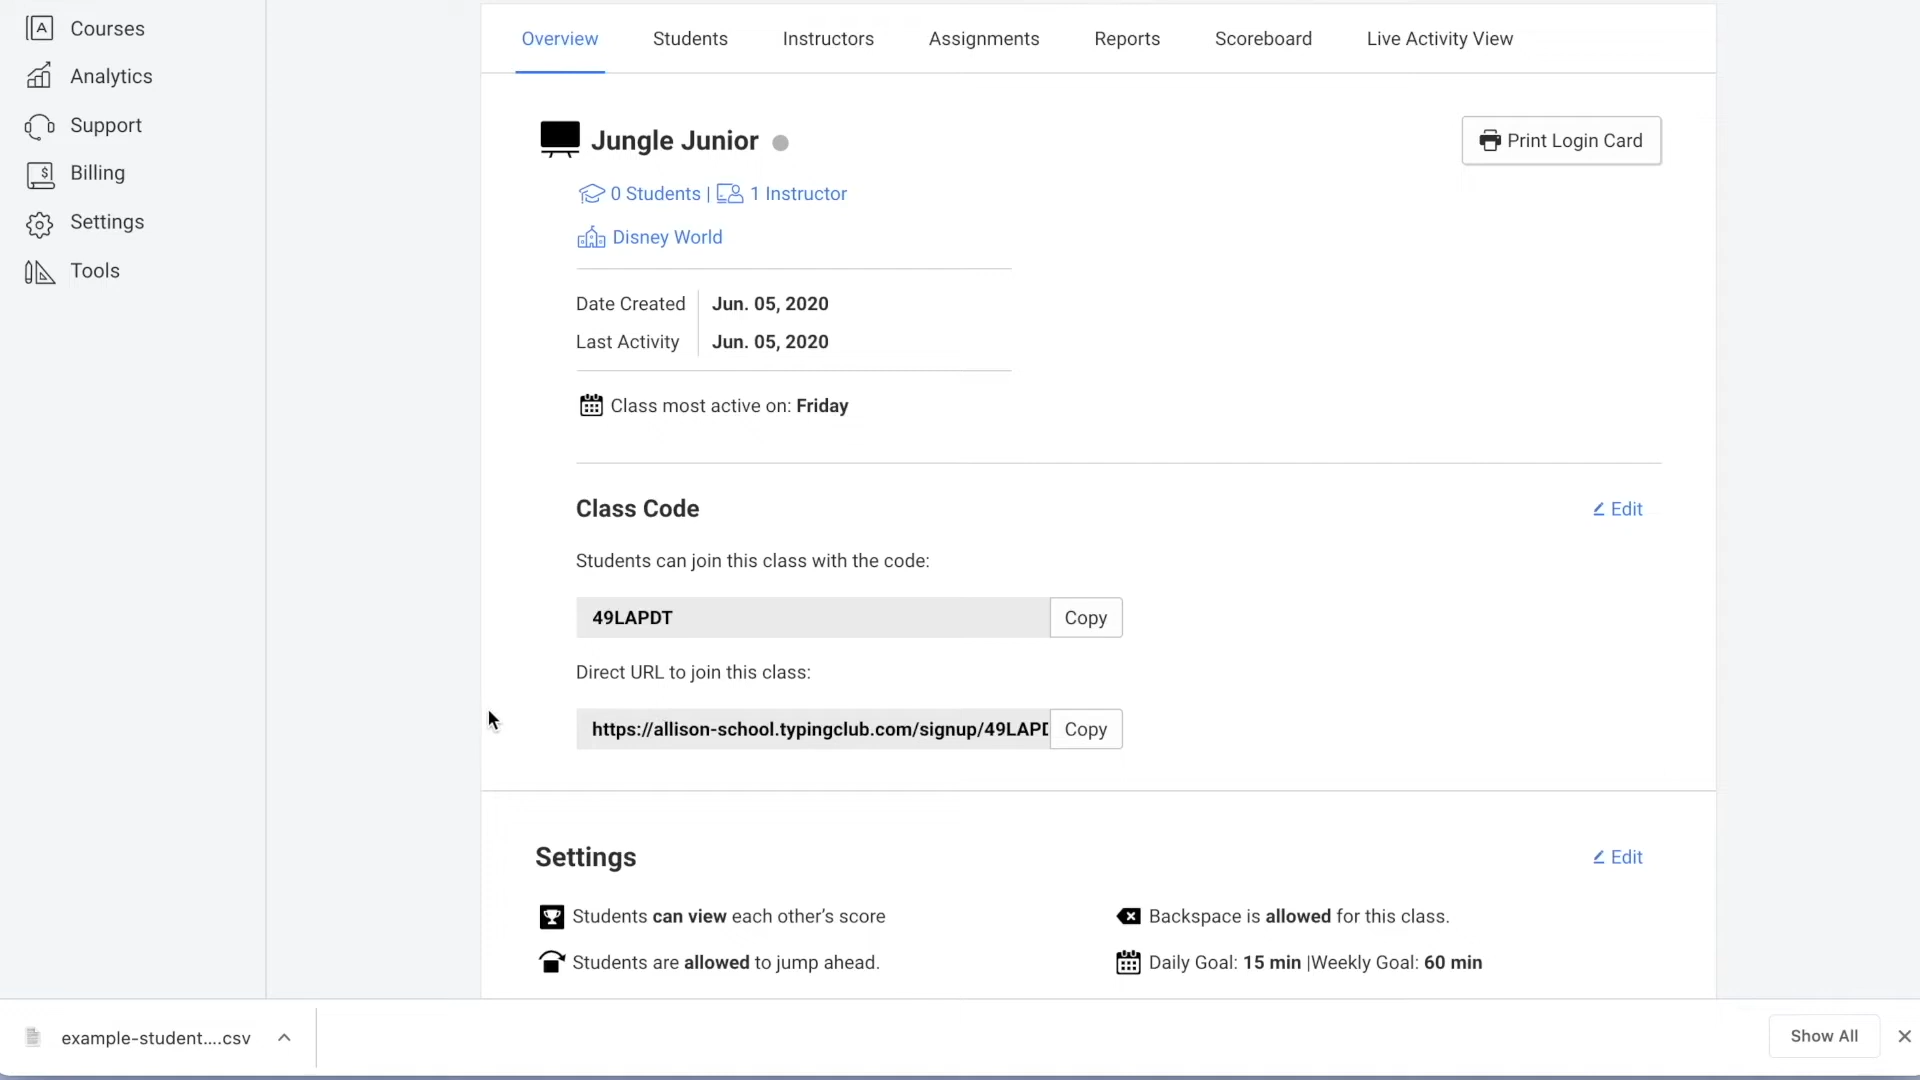 Courses
Analytics
Support
Billing
Settings
Tools
Overview Students Instructors Assignments Reports Scoreboard Live Activity View
Jungle Junior
Print Login Card
0 Students | 1 Instructor
Disney World
Date Created Jun. 05, 2020
Last Activity Jun. 05, 2020
Class most active on: Friday
Class Code
Edit
Students can join this class with the code:
49LAPDT Copy
Direct URL to join this class:
https://allison-school.typingclub.com/signup/49LAPD Copy
Settings
Edit
Students can view each other’s score
Backspace is allowed for this class.
Students are allowed to jump ahead.
Daily Goal: 15 min |Weekly Goal: 60 min
example-student....csv
Show All